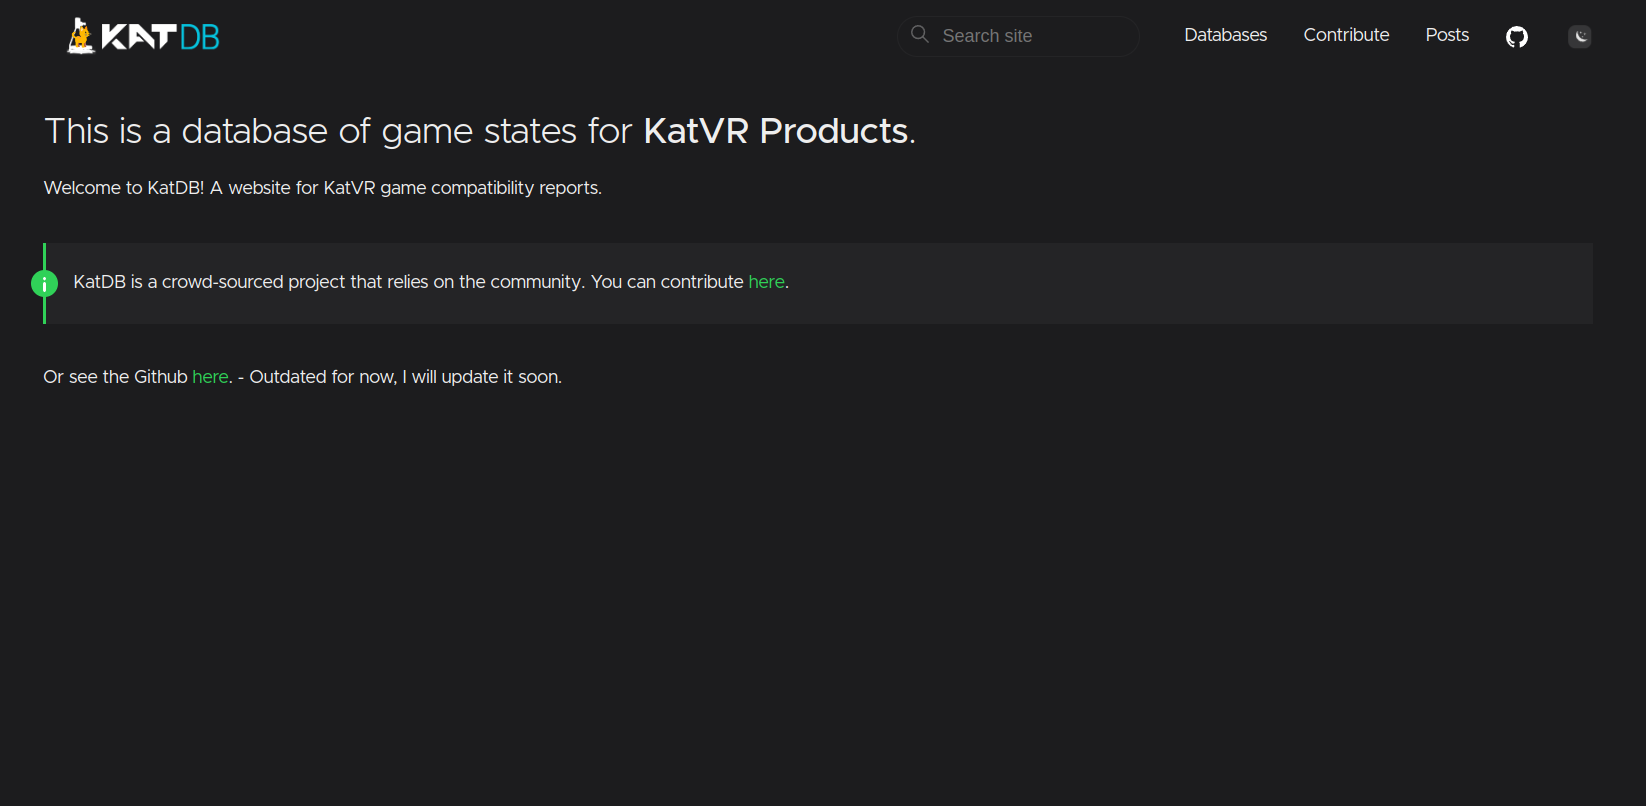 KATDB
Search site
Databases
Contribute
Posts
This is a database of game states for KatVR Products.
Welcome to KatDB! A website for KatVR game compatibility reports.
KatDB is a crowd-sourced project that relies on the community. You can contribute here.
Or see the Github here. - Outdated for now, I will update it soon.